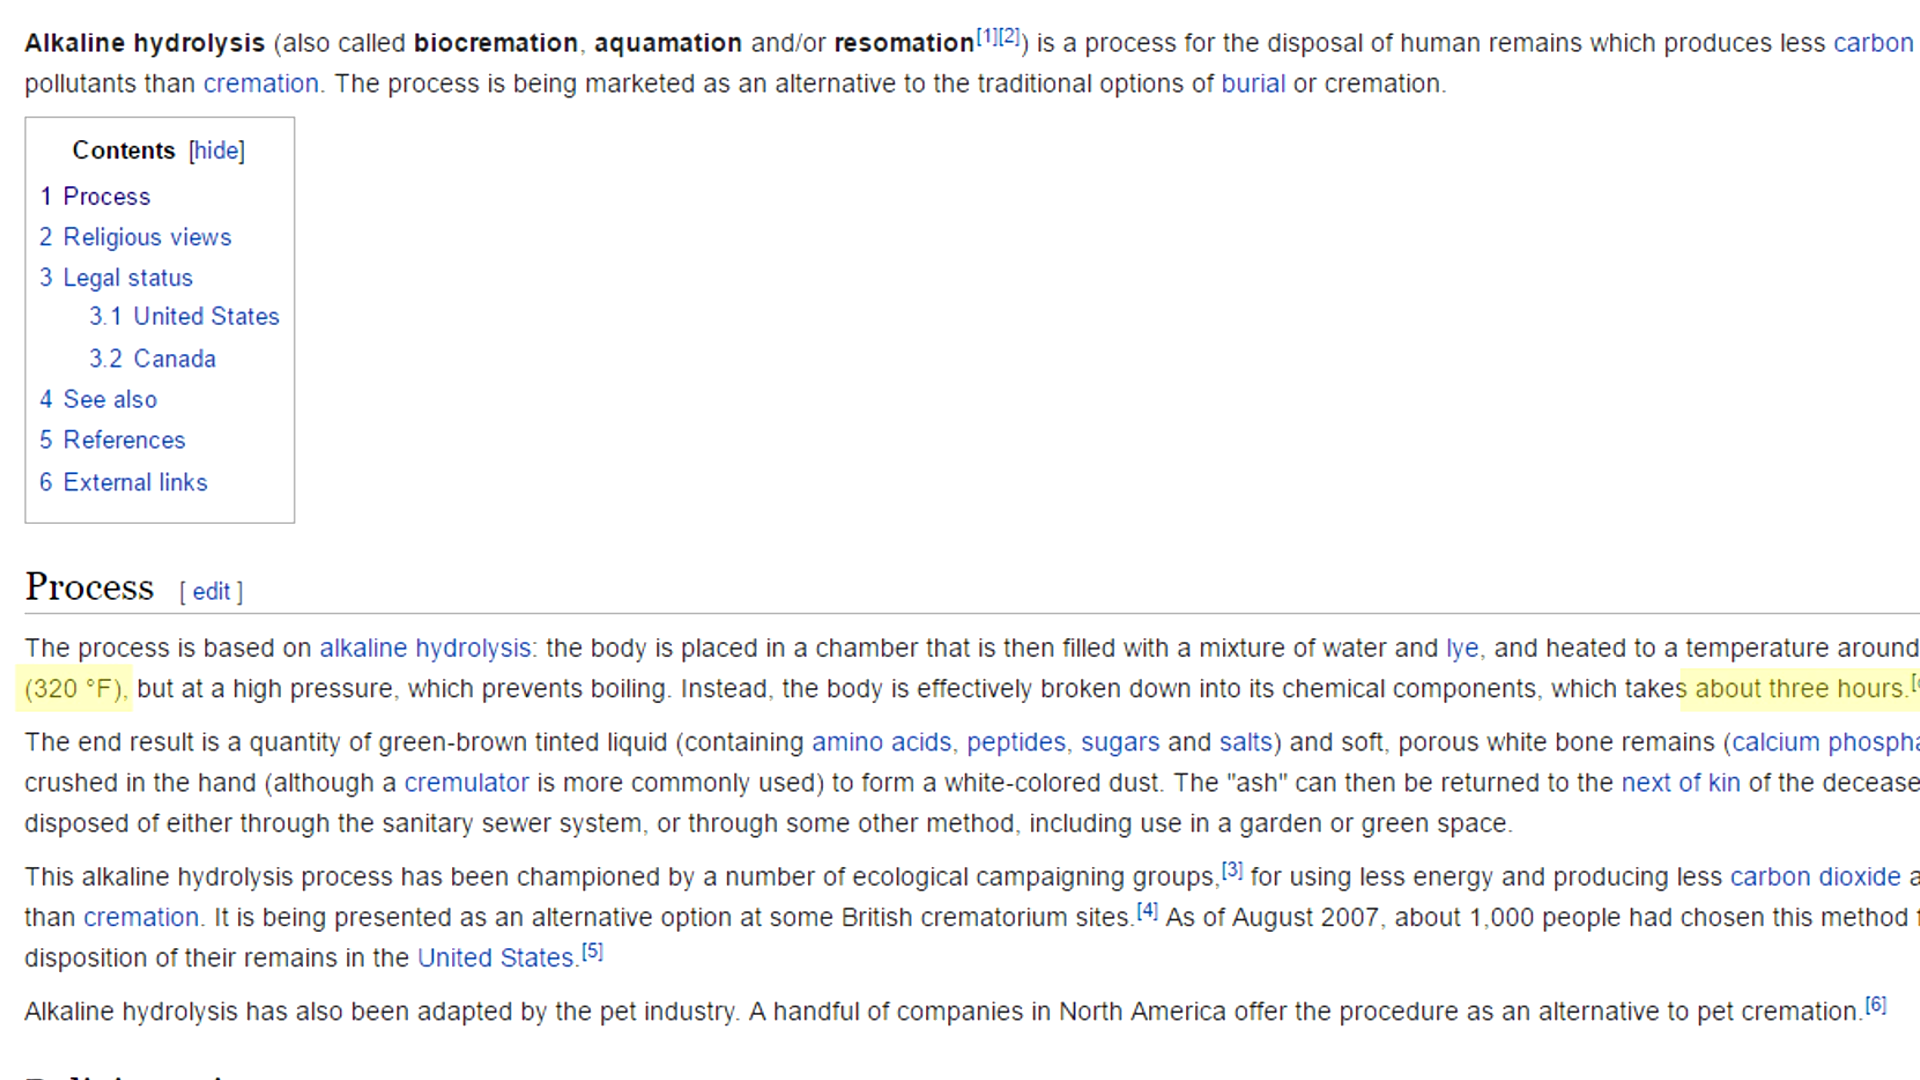 Alkaline hydrolysis (also called biocremation, aquamation and/or resomation[1][2]) is a process for the disposal of human remains which produces less carbon
pollutants than cremation. The process is being marketed as an alternative to the traditional options of burial or cremation.
Contents [hide]
1 Process
2 Religious views
3 Legal status
3.1 United States
3.2 Canada
4 See also
5 References
6 External links
Process [ edit ]
The process is based on alkaline hydrolysis: the body is placed in a chamber that is then filled with a mixture of water and lye, and heated to a temperature around
(320 °F), but at a high pressure, which prevents boiling. Instead, the body is effectively broken down into its chemical components, which takes about three hours.
The end result is a quantity of green-brown tinted liquid (containing amino acids, peptides, sugars and salts) and soft, porous white bone remains (calcium phospha
crushed in the hand (although a cremulator is more commonly used) to form a white-colored dust. The "ash" can then be returned to the next of kin of the decease
disposed of either through the sanitary sewer system, or through some other method, including use in a garden or green space.
This alkaline hydrolysis process has been championed by a number of ecological campaigning groups,[3] for using less energy and producing less carbon dioxide a
than cremation. It is being presented as an alternative option at some British crematorium sites.[4] As of August 2007, about 1,000 people had chosen this method f
disposition of their remains in the United States.[5]
Alkaline hydrolysis has also been adapted by the pet industry. A handful of companies in North America offer the procedure as an alternative to pet cremation.[6]